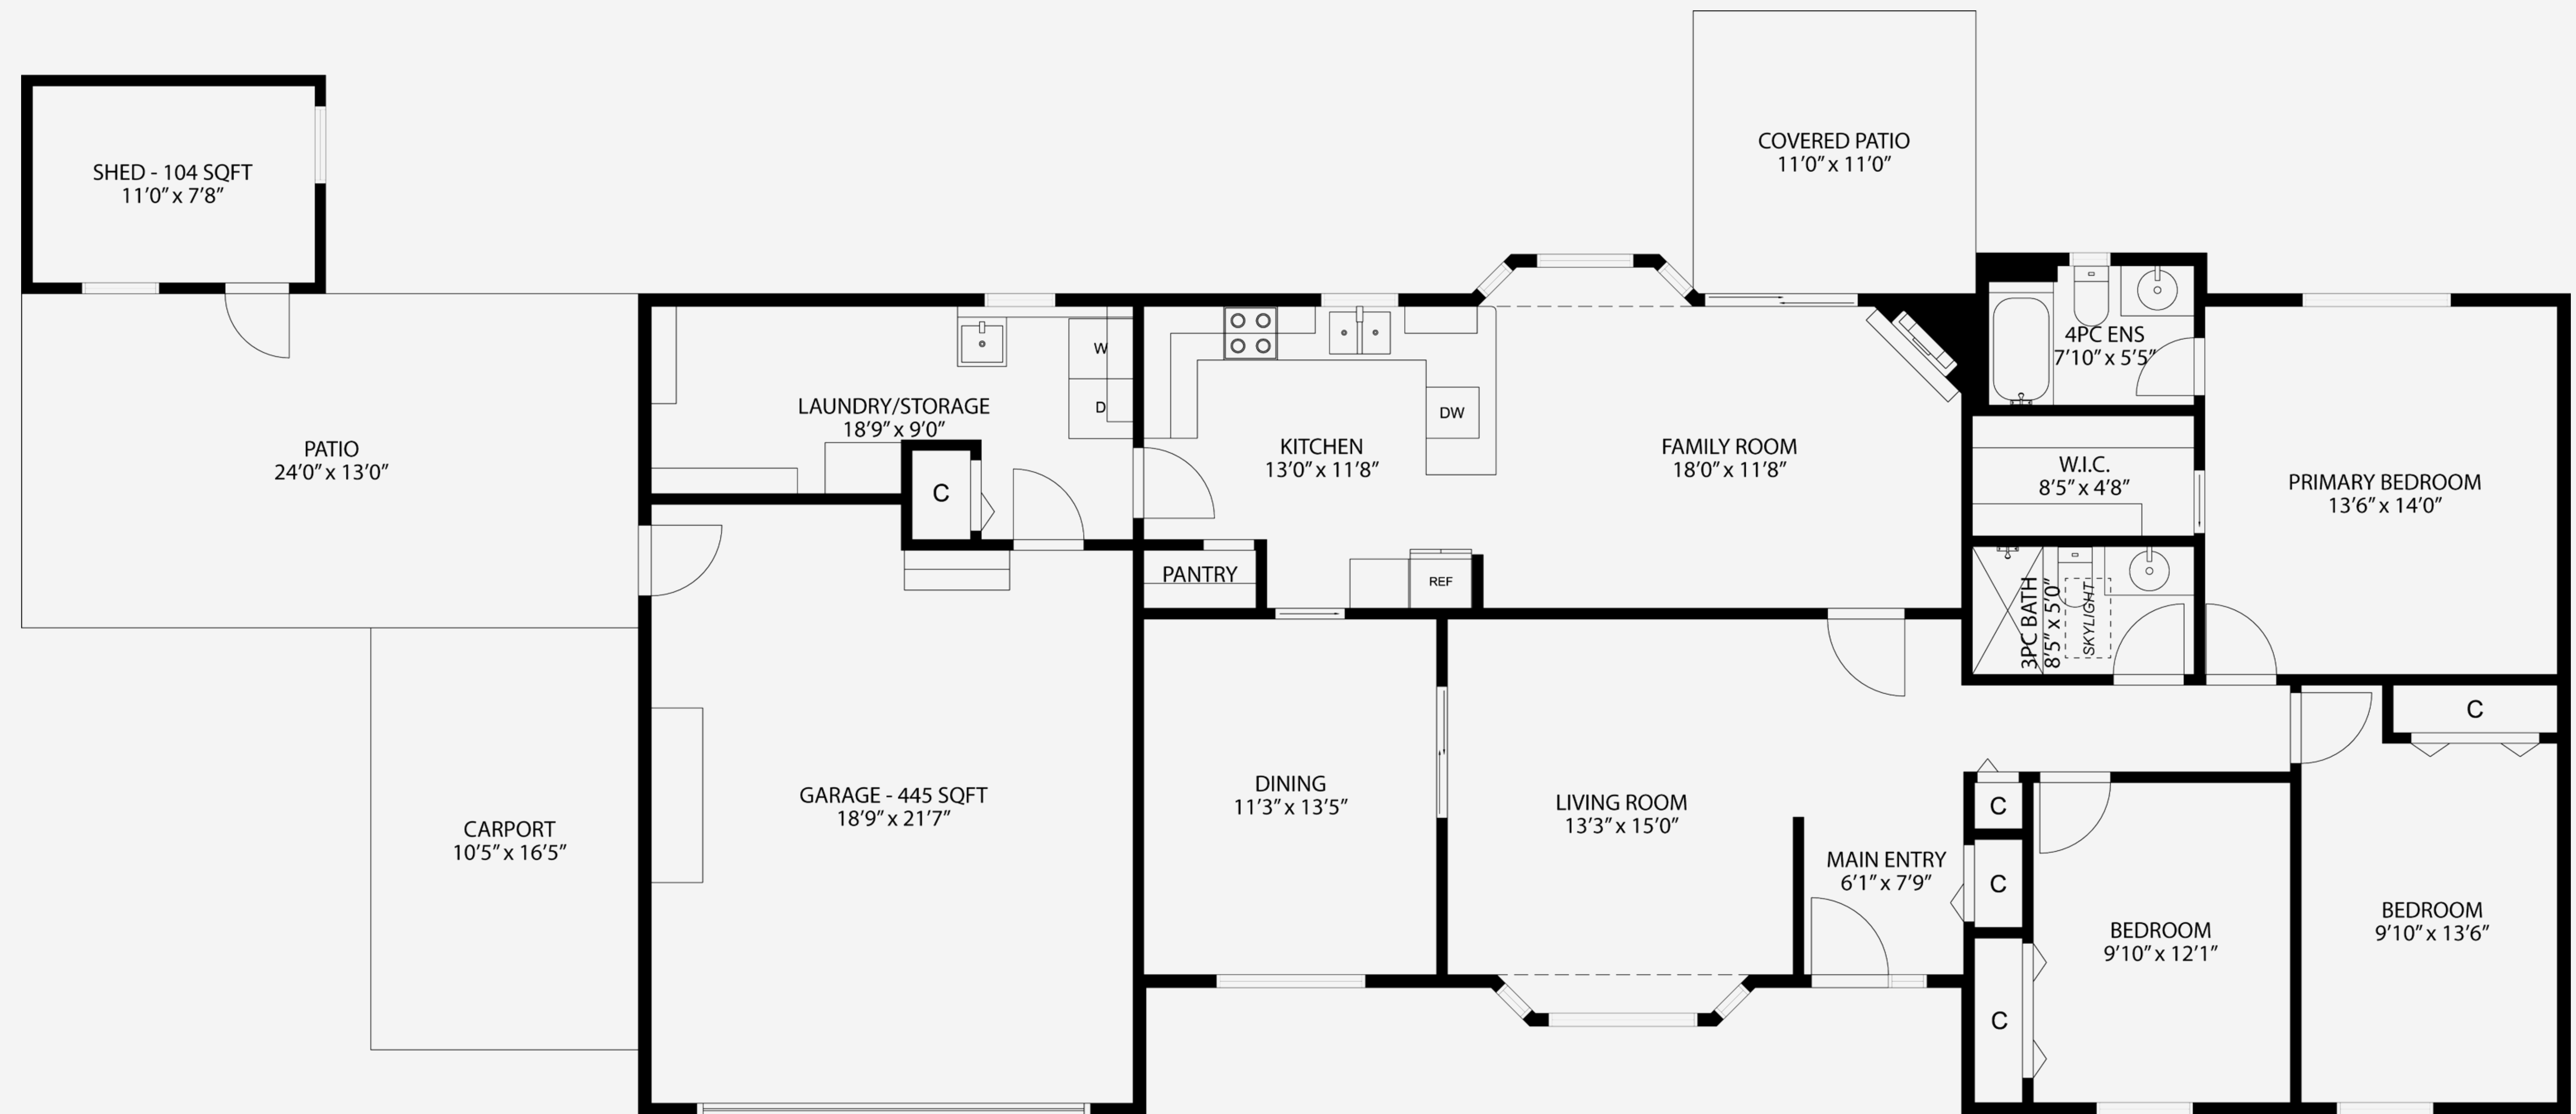 COVERED PATIO
11'0" x 11'0"
SHED - 104 SQFT
11'0" x 7'8"
4PC ENS
7'10" x 5'5"
W
LAUNDRY/STORAGE
18'9" x 9'0"
D
DW
PATIO
24'0" x 13'0"
KITCHEN
13'0" x 11'8"
FAMILY ROOM
18'0" x 11'8"
W.I.C.
8'5" x 4'8"
PRIMARY BEDROOM
13'6" x 14'0"
C
PANTRY
REF
3PC BATH
8'5" x 5'0"
SKYLIGHT
C
GARAGE - 445 SQFT
18'9" x 21'7"
DINING
11'3" x 13'5"
LIVING ROOM
13'3" x 15'0"
C
CARPORT
10'5" x 16'5"
MAIN ENTRY
6'1" x 7'9"
C
BEDROOM
9'10" x 12'1"
BEDROOM
9'10" x 13'6"
C